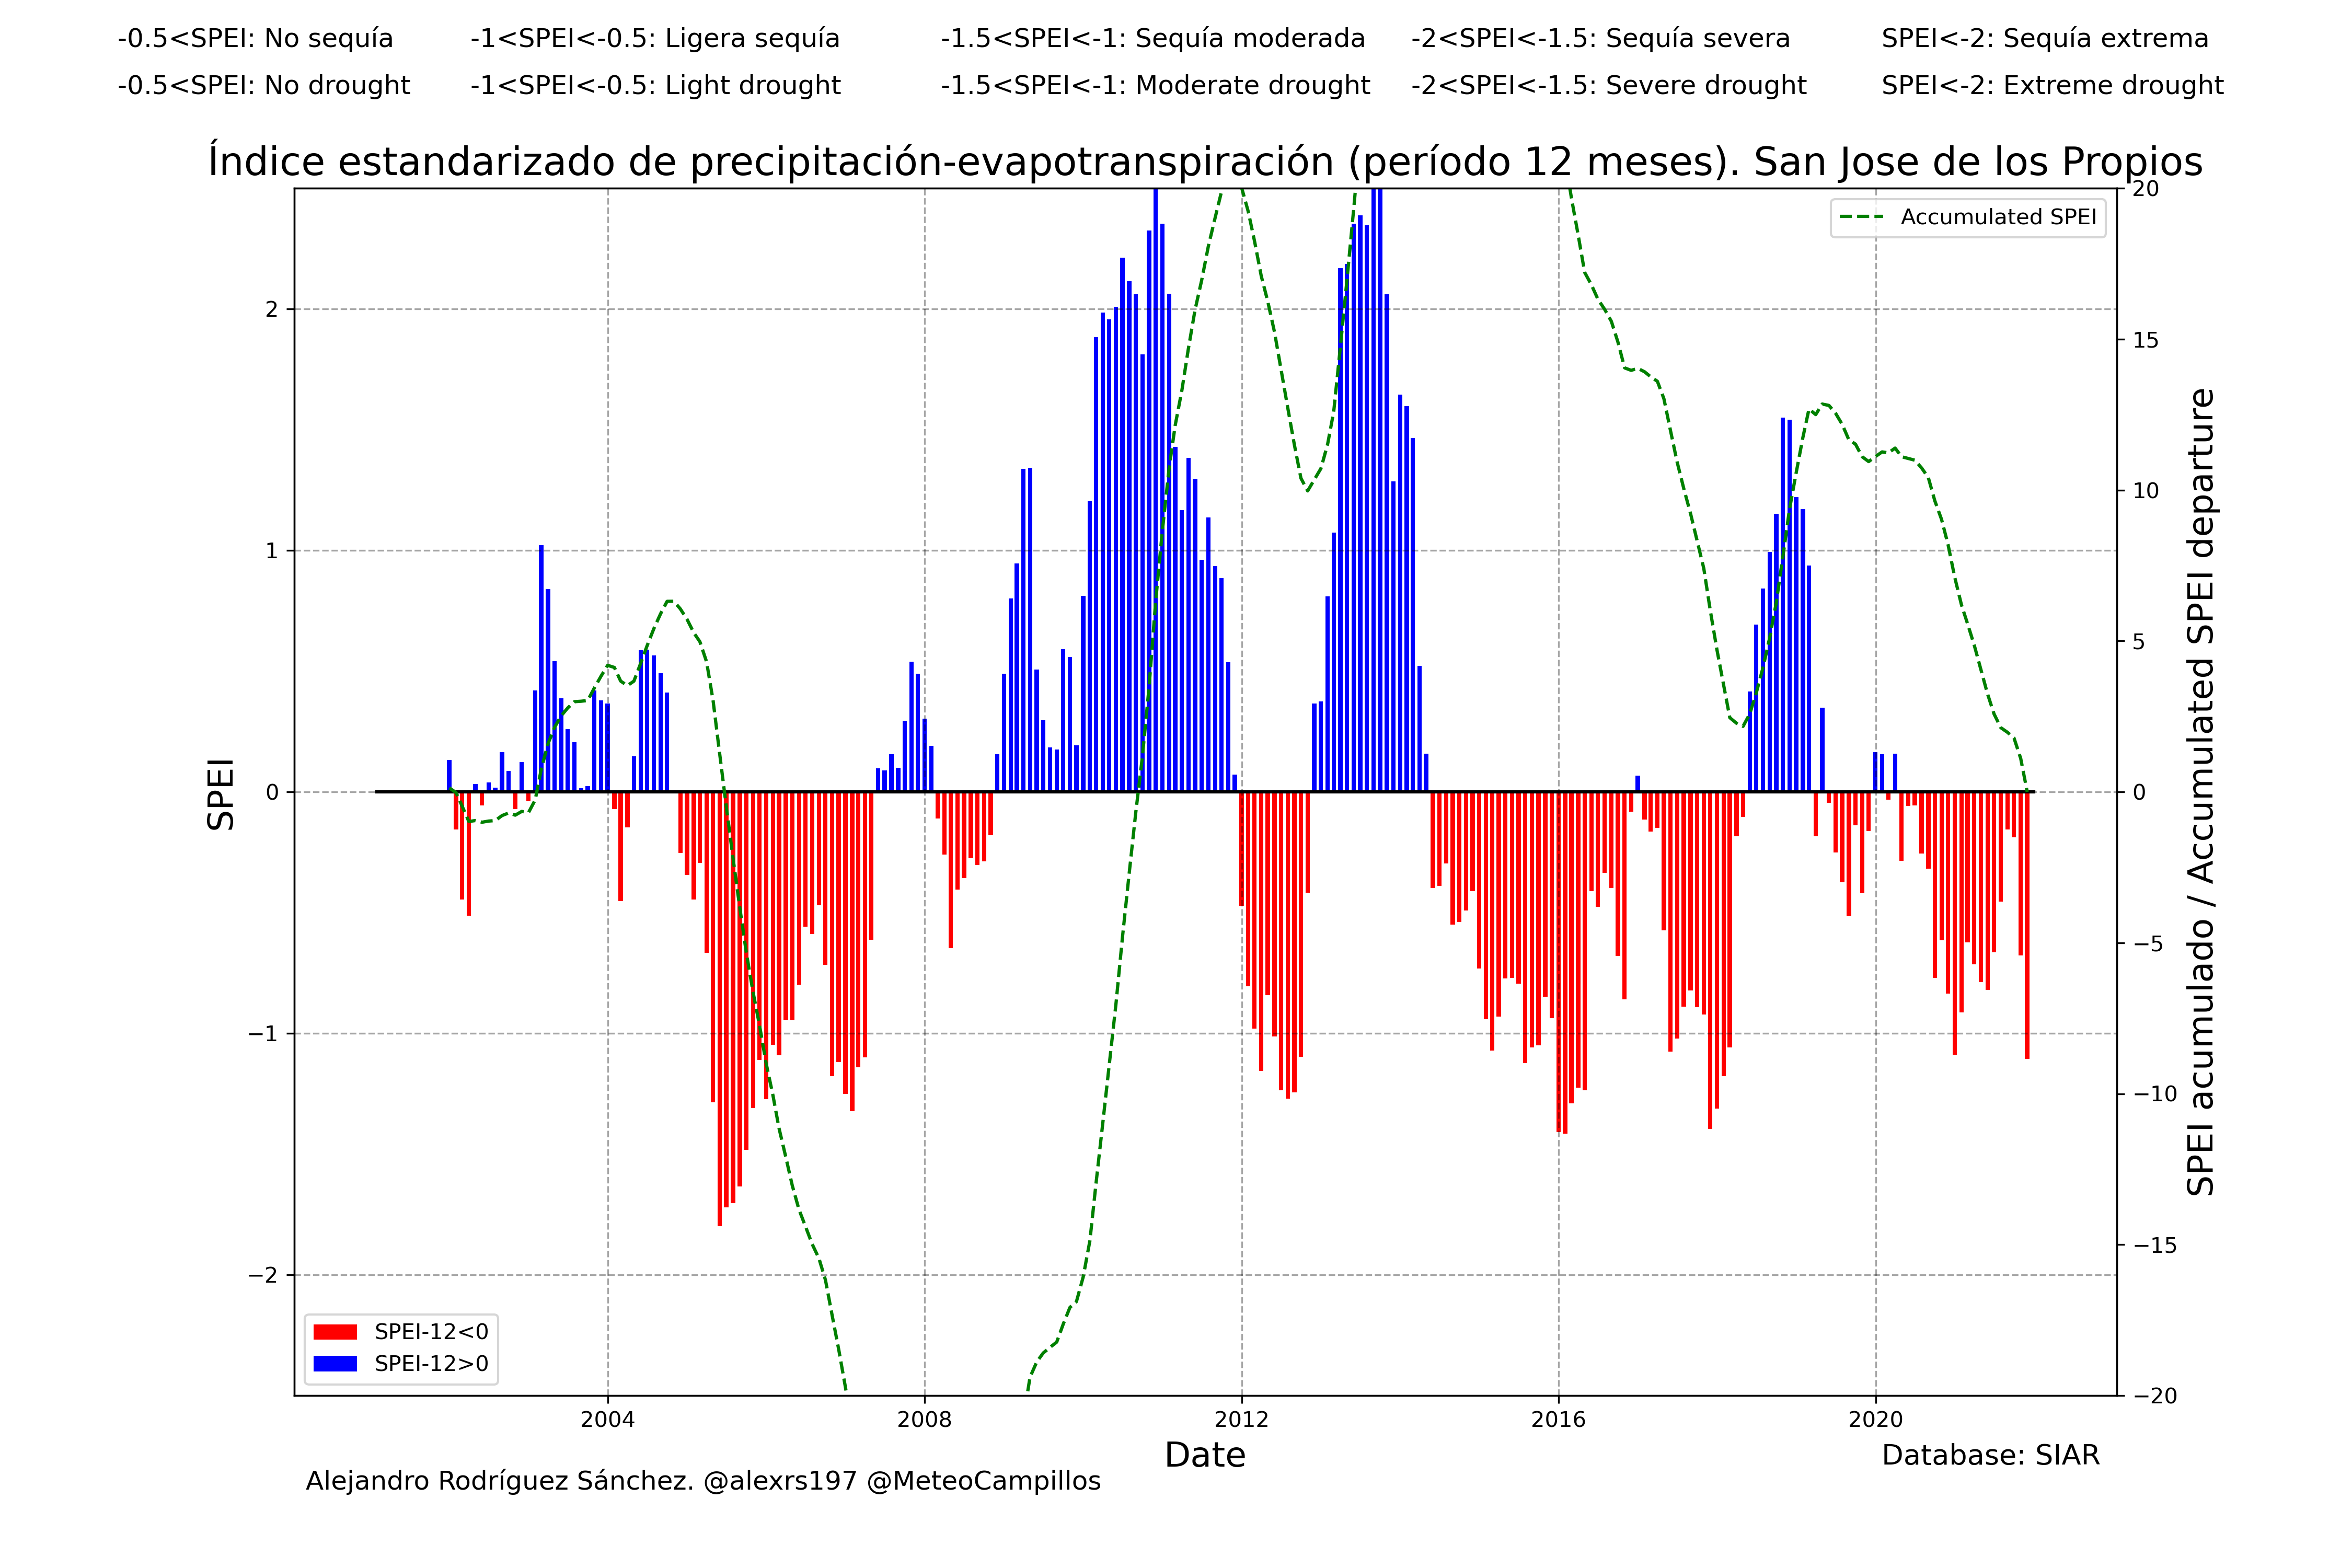 -0.5<SPEI: No sequía -1<SPEI<-0.5: Ligera sequía -1.5<SPEI<-1: Sequía moderada -2<SPEI<-1.5: Sequía severa SPEI<-2: Sequía extrema
-0.5<SPEI: No drought -1<SPEI<-0.5: Light drought -1.5<SPEI<-1: Moderate drought -2<SPEI<-1.5: Severe drought SPEI<-2: Extreme drought
Índice estandarizado de precipitación-evapotranspiración (período 12 meses). San Jose de los Propios
Accumulated SPEI
SPEI
2
1
0
−1
−2
20
15
10
5
0
−5
−10
−15
−20
SPEI acumulado / Accumulated SPEI departure
SPEI-12<0
SPEI-12>0
2004 2008 2012 2016 2020
Date
Database: SIAR
Alejandro Rodríguez Sánchez. @alexrs197 @MeteoCampillos